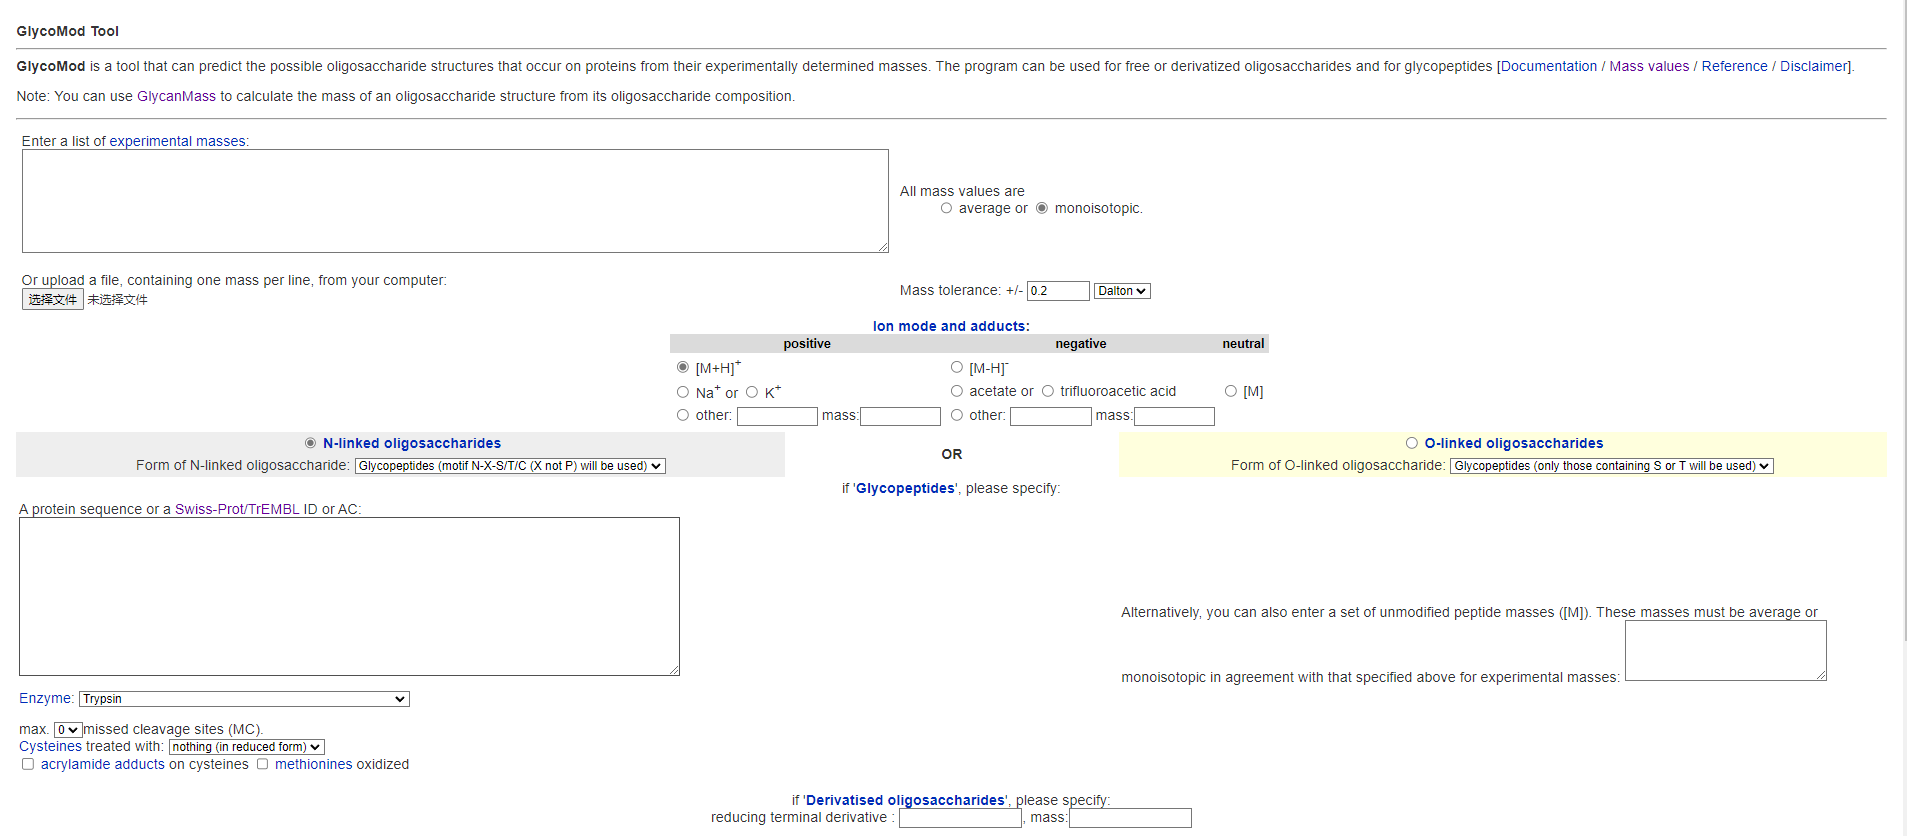 GlycoMod Tool
GlycoMod is a tool that can predict the possible oligosaccharide structures that occur on proteins from their experimentally determined masses. The program can be used for free or derivatized oligosaccharides and for glycopeptides [Documentation / Mass values / Reference / Disclaimer].
Note: You can use GlycanMass to calculate the mass of an oligosaccharide structure from its oligosaccharide composition.
Enter a list of experimental masses:
All mass values are
average or monoisotopic.
Or upload a file, containing one mass per line, from your computer:
选择文件 未选择文件
Mass tolerance: +/- 0.2 Dalton
Ion mode and adducts:
positive negative neutral
[M+H]+ [M-H]-
Na+ or K+ acetate or trifluoroacetic acid [M]
other: mass: other: mass:
N-linked oligosaccharides
Form of N-linked oligosaccharide: Glycopeptides (motif N-X-S/T/C (X not P) will be used)
OR
O-linked oligosaccharides
Form of O-linked oligosaccharide: Glycopeptides (only those containing S or T will be used)
if 'Glycopeptides', please specify:
A protein sequence or a Swiss-Prot/TrEMBL ID or AC:
Alternatively, you can also enter a set of unmodified peptide masses ([M]). These masses must be average or
monoisotopic in agreement with that specified above for experimental masses:
Enzyme: Trypsin
max. 0 missed cleavage sites (MC).
Cysteines treated with: nothing (in reduced form)
acrylamide adducts on cysteines methionines oxidized
if 'Derivatised oligosaccharides', please specify:
reducing terminal derivative : , mass: